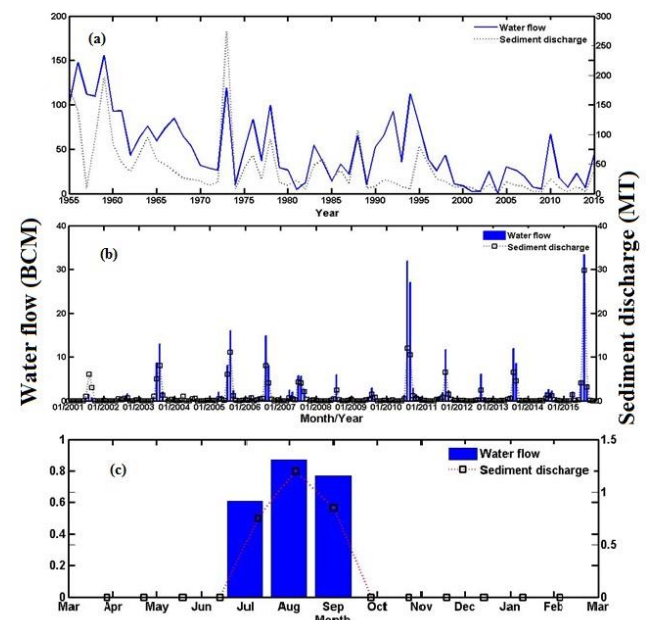 200
300
(a)
Water flow
Sediment discharge
150
250
200
100
150
100
50
50
0
0
1955 1960 1965 1970 1975 1980 1985 1990 1995 2000 2005 2010 2015
Year
Water flow (BCM)
Sediment discharge (MT)
40
40
(b)
Water flow
Sediment discharge
30
30
20
20
10
10
0
0
01/2001 01/2002 01/2003 01/2004 01/2005 01/2006 01/2007 01/2008 01/2009 01/2010 01/2011 01/2012 01/2013 01/2014 01/2015
Month/Year
1
1.5
(c)
Water flow
Sediment discharge
0.8
0.6
1
0.4
0.5
0.2
0
0
Mar Apr May Jun Jul Aug Sep Oct Nov Dec Jan Feb Mar
Month